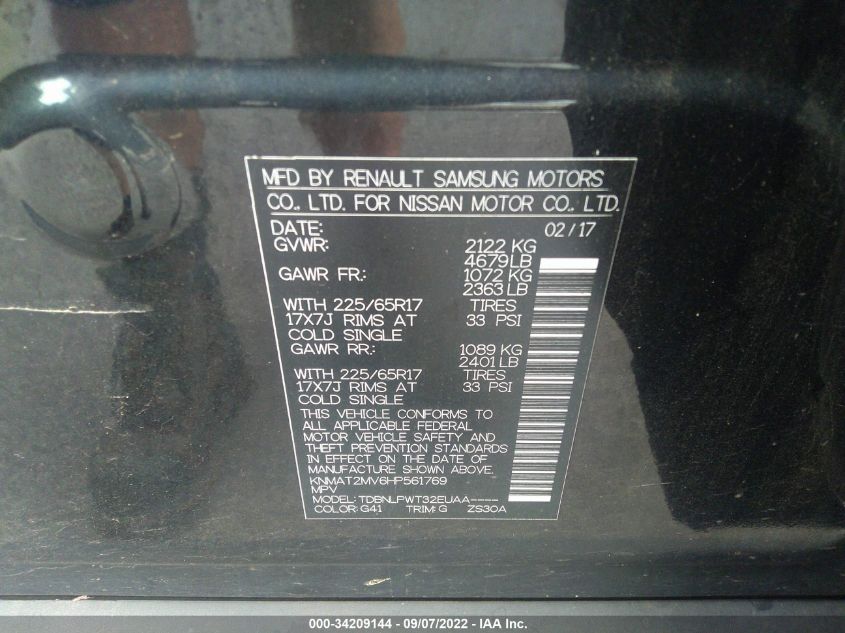 MFD BY RENAULT SAMSUNG MOTORS
CO., LTD. FOR NISSAN MOTOR CO., LTD.
DATE: 02/17
GVWR: 2122 KG
4679LB
GAWR FR.: 1072 KG
2363 LB
WITH 225/65R17 TIRES
17X7J RIMS AT 33 PSI
COLD SINGLE
GAWR RR.: 1089 KG
2401LB
WITH 225/65R17 TIRES
17X7J RIMS AT 33 PSI
COLD SINGLE
THIS VEHICLE CONFORMS TO
ALL APPLICABLE FEDERAL
MOTOR VEHICLE SAFETY AND
THEFT PREVENTION STANDARDS
IN EFFECT ON THE DATE OF
MANUFACTURE SHOWN ABOVE.
KNMAT2MV6HP561769
MPV
MODEL: TDBNLPWT32EUAA----
COLOR: G41 TRIM: G ZS30A
000-34209144 - 09/07/2022 - IAA Inc.